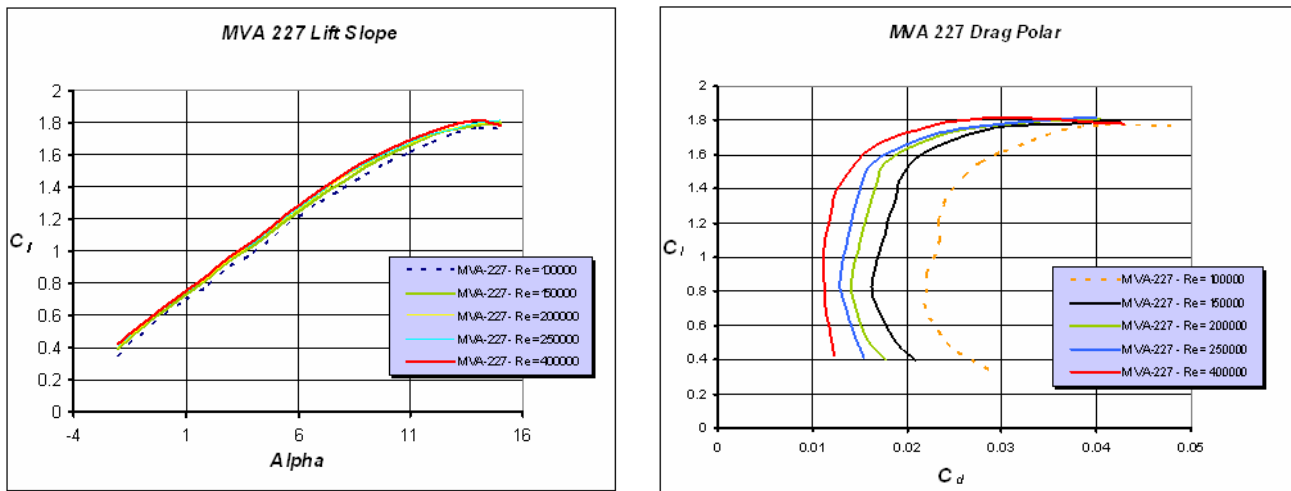 MVA 227 Lift Slope
2
1.8
1.6
1.4
1.2
C l
1
0.8
0.6
0.4
0.2
0
MVA-227- Re=100000
MVA-227- Re=150000
MVA-227- Re=200000
MVA-227- Re=250000
MVA-227- Re=400000
-4
1
6
11
16
Alpha
MVA 227 Drag Polar
2
1.8
1.6
1.4
1.2
C l
1
0.8
0.6
0.4
0.2
0
MVA-227 - Re= 100000
MVA-227 - Re= 150000
MVA-227 - Re= 200000
MVA-227 - Re= 250000
MVA-227 - Re= 400000
0
0.01
0.02
0.03
0.04
0.05
C d